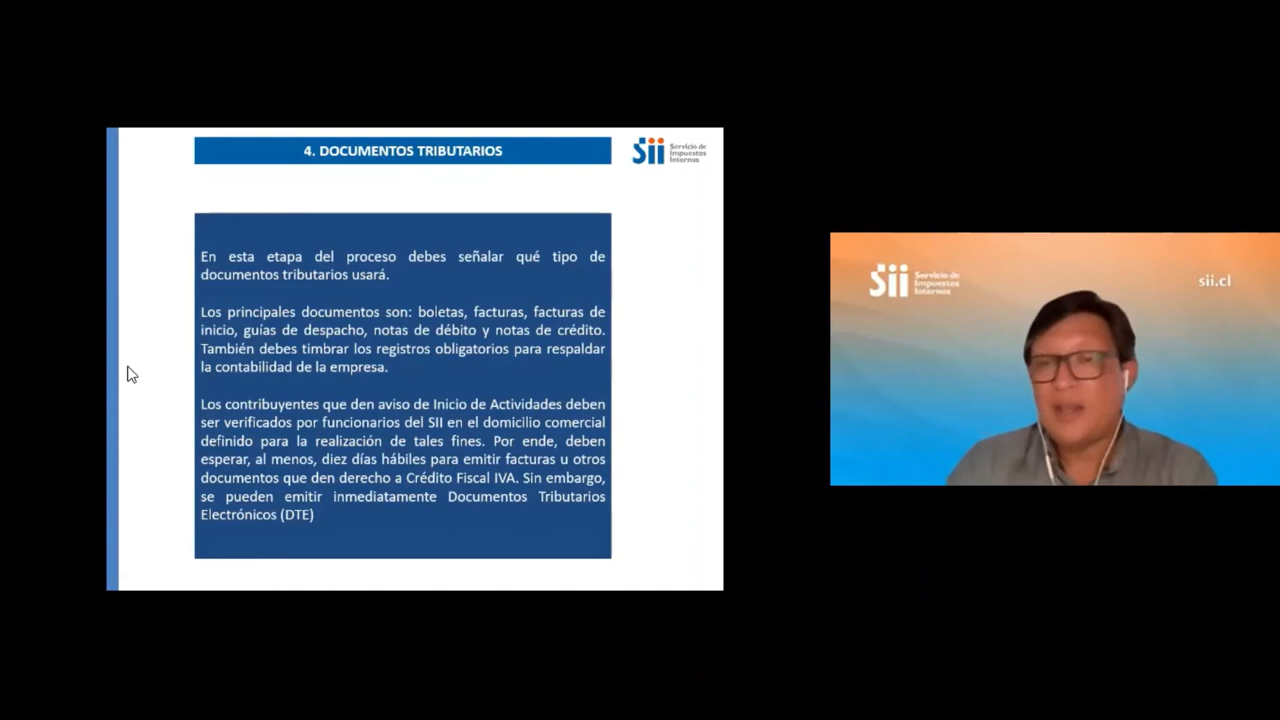 4. DOCUMENTOS TRIBUTARIOS
sii Servicio de
Impuestos
Internos
En esta etapa del proceso debes señalar qué tipo de
documentos tributarios usará.
Los principales documentos son: boletas, facturas, facturas de
inicio, guías de despacho, notas de débito y notas de crédito.
También debes timbrar los registros obligatorios para respaldar
la contabilidad de la empresa.
Los contribuyentes que den aviso de Inicio de Actividades deben
ser verificados por funcionarios del SII en el domicilio comercial
definido para la realización de tales fines. Por ende, deben
esperar, al menos, diez días hábiles para emitir facturas u otros
documentos que den derecho a Crédito Fiscal IVA. Sin embargo,
se pueden emitir inmediatamente Documentos Tributarios
Electrónicos (DTE)
Sii Servicio de
Impuestos
Internos
sii.cl